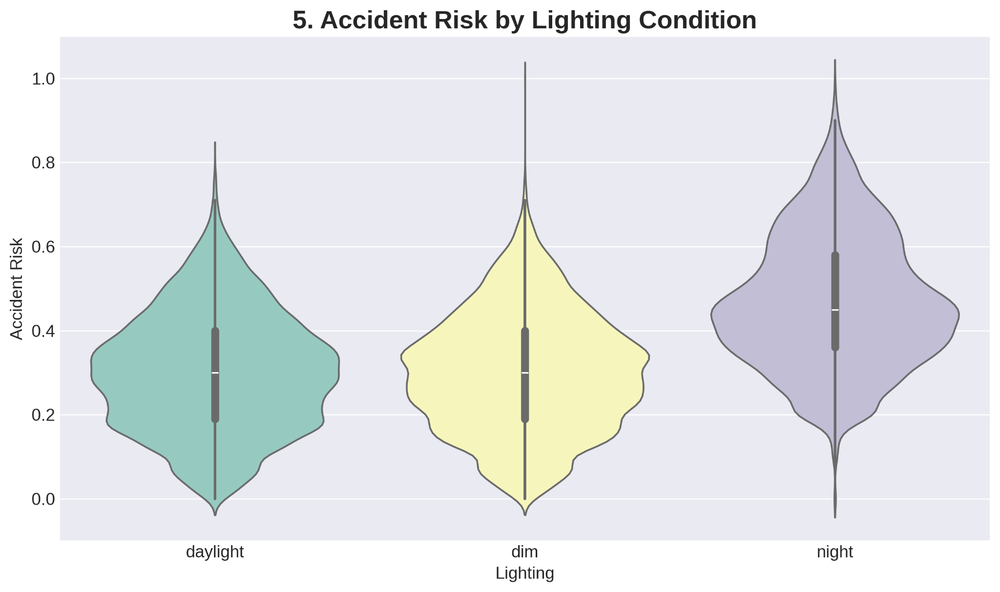 5. Accident Risk by Lighting Condition
1.0
0.8
0.6
0.4
0.2
0.0
Accident Risk
daylight dim night
Lighting